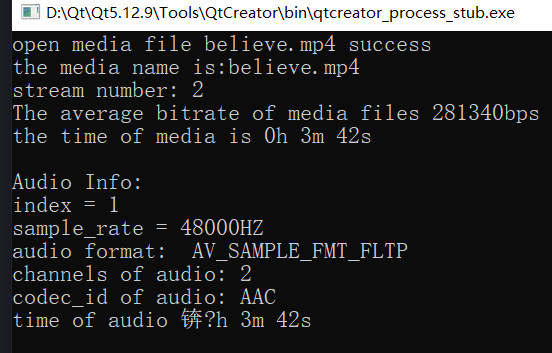 D:\Qt\Qt5.12.9\Tools\QtCreator\bin\qtcreator_process_stub.exe
open media file believe.mp4 success
the media name is:believe.mp4
stream number: 2
The average bitrate of media files 281340bps
the time of media is 0h 3m 42s
Audio Info:
index = 1
sample_rate = 48000HZ
audio format:  AV_SAMPLE_FMT_FLTP
channels of audio: 2
codec_id of audio: AAC
time of audio 锛?h 3m 42s